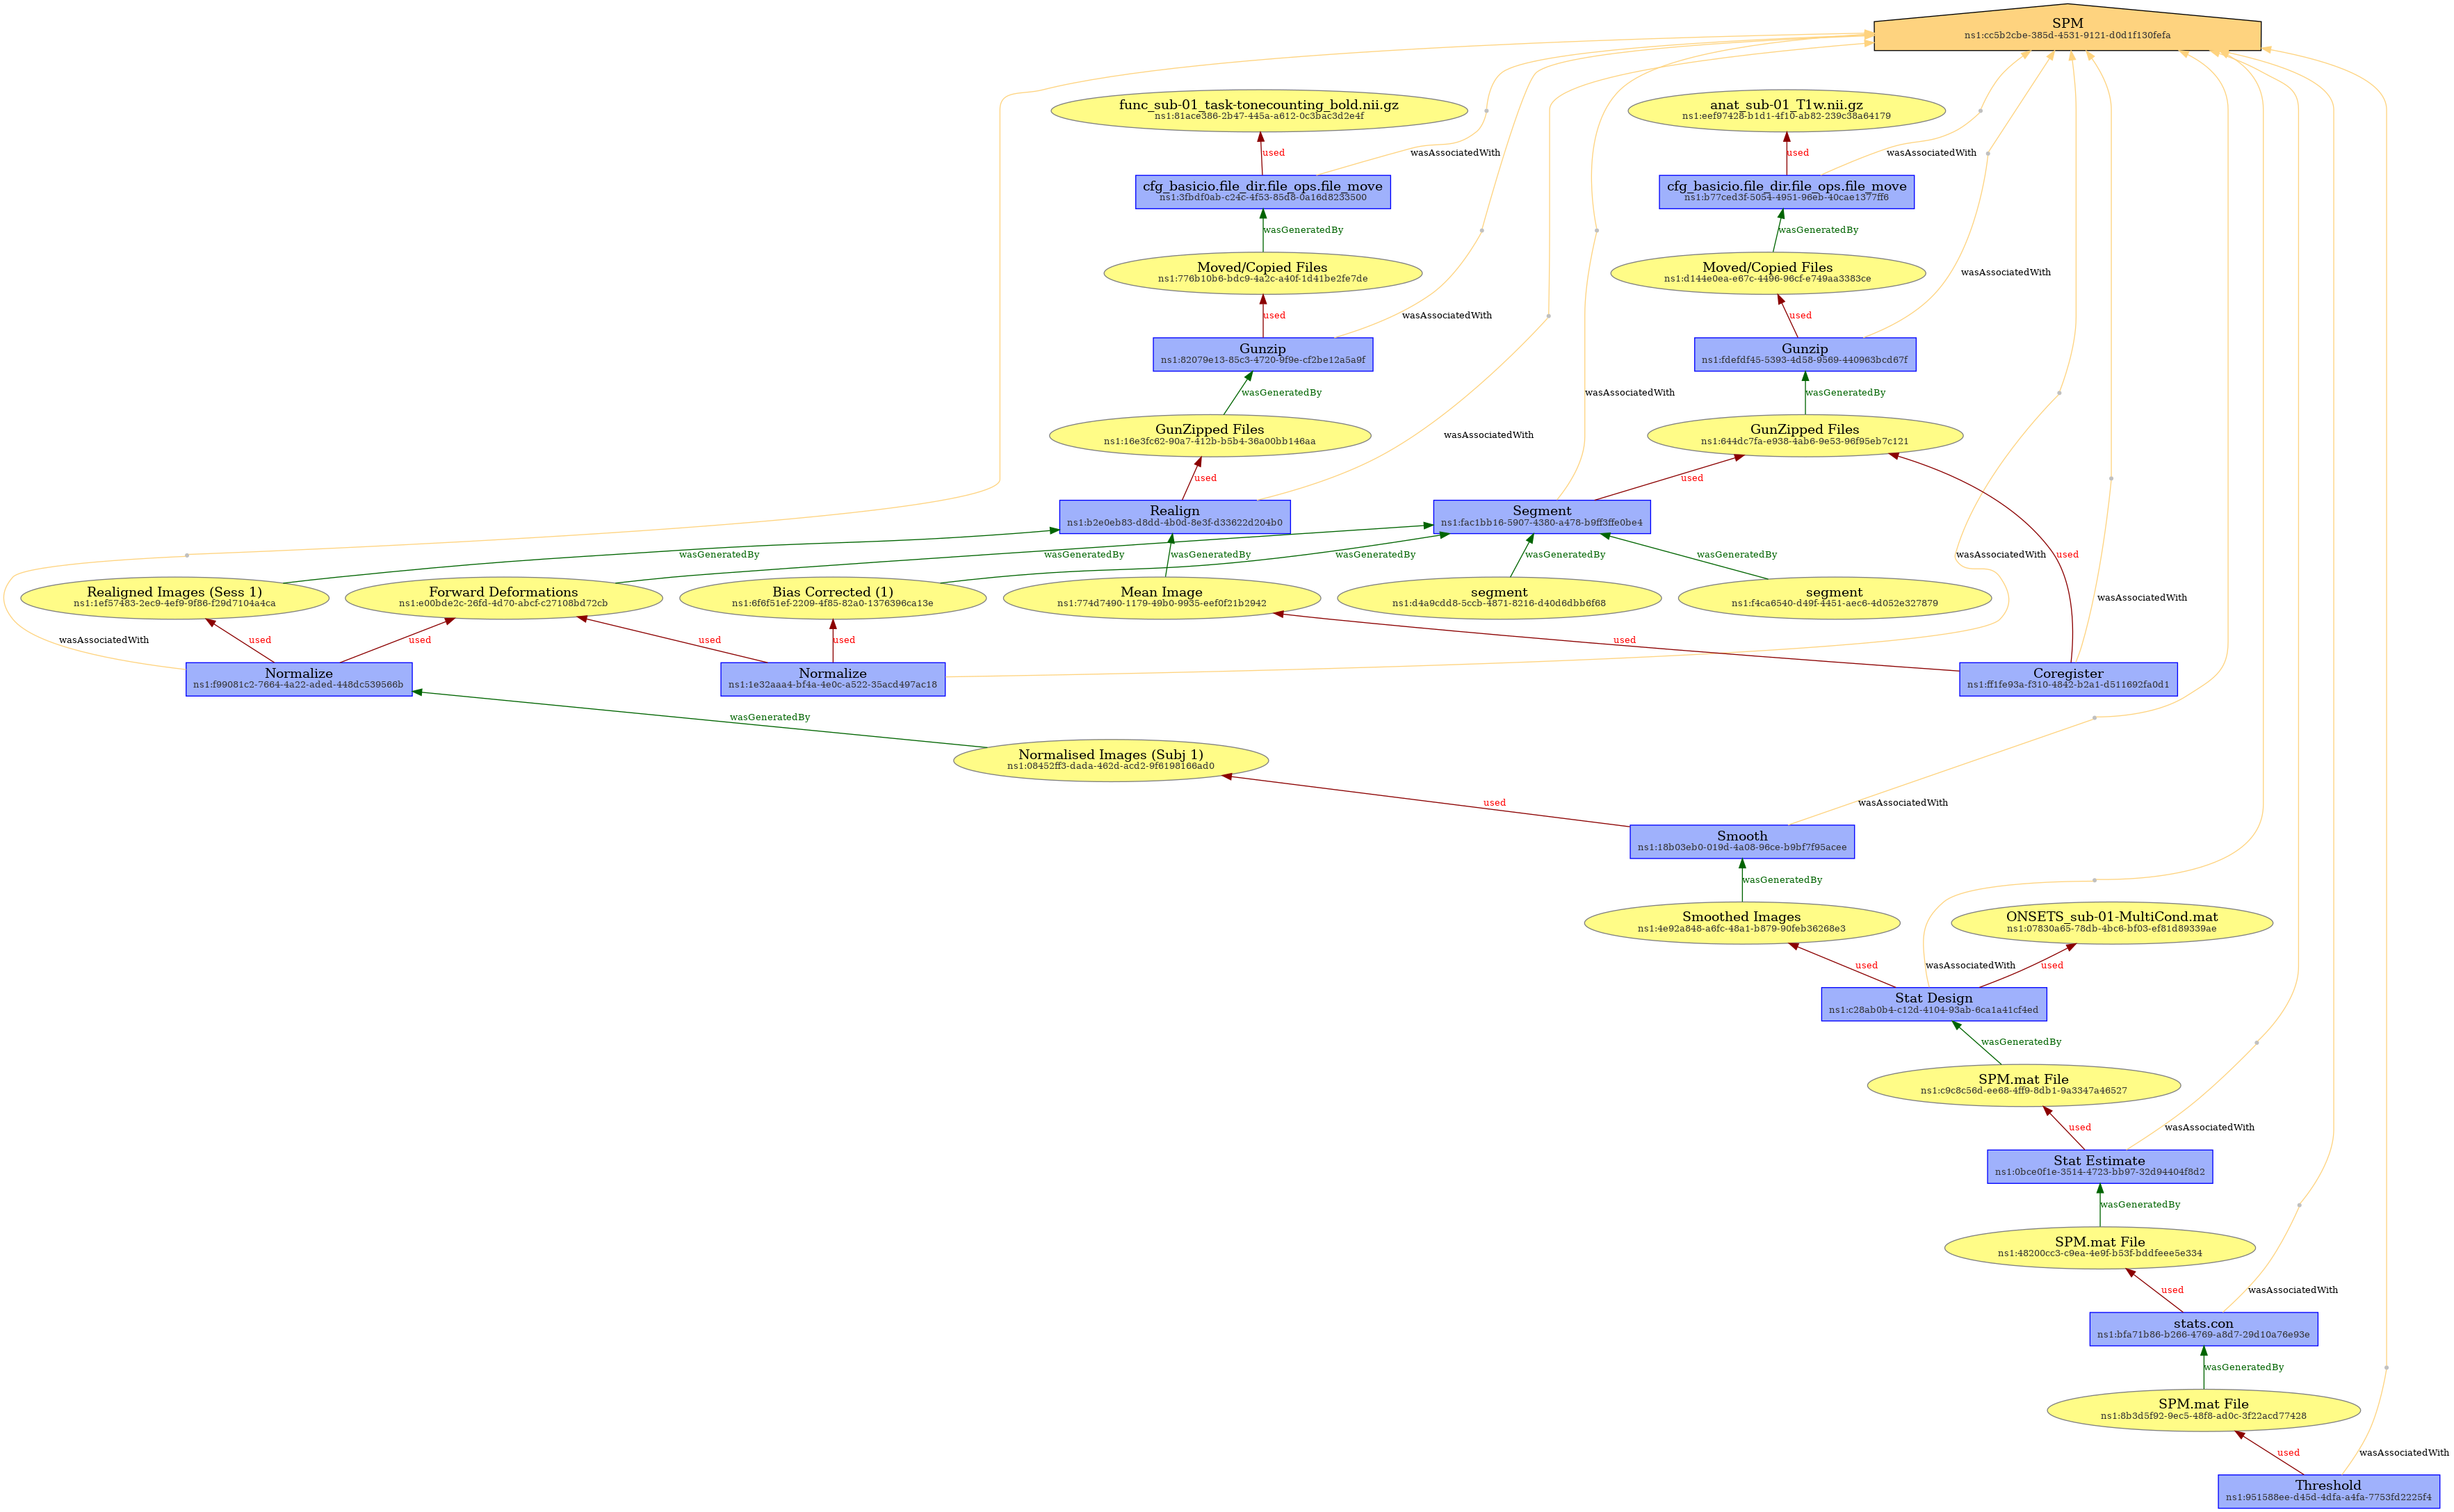 SPM
ns1:cc5b2cbe-385d-4531-9121-d0d1f130fefa
func_sub-01_task-tonecounting_bold.nii.gz
ns1:81ace386-2b47-445a-a612-0c3bac3d2e4f
anat_sub-01_T1w.nii.gz
ns1:eef97428-b1d1-4f10-ab82-239c38a64179
used
wasAssociatedWith
used
wasAssociatedWith
cfg_basicio.file_dir.file_ops.file_move
ns1:3fbdf0ab-c24c-4f53-85d8-0a16d8233500
cfg_basicio.file_dir.file_ops.file_move
ns1:b77ced3f-5054-4951-96eb-40cae1377ff6
wasGeneratedBy
wasGeneratedBy
Moved/Copied Files
ns1:776b10b6-bdc9-4a2c-a40f-1d41be2fe7de
Moved/Copied Files
ns1:d144e0ea-e67c-4496-96cf-e749aa3383ce
wasAssociatedWith
used
wasAssociatedWith
used
Gunzip
ns1:82079e13-85c3-4720-9f9e-cf2be12a5a9f
Gunzip
ns1:fdefdf45-5393-4d58-9569-440963bcd67f
wasGeneratedBy
wasAssociatedWith
wasGeneratedBy
GunZipped Files
ns1:16e3fc62-90a7-412b-b5b4-36a00bb146aa
wasAssociatedWith
GunZipped Files
ns1:644dc7fa-e938-4ab6-9e53-96f95eb7c121
used
used
Realign
ns1:b2e0eb83-d8dd-4b0d-8e3f-d33622d204b0
Segment
ns1:fac1bb16-5907-4380-a478-b9ff3ffe0be4
wasGeneratedBy
wasGeneratedBy
wasGeneratedBy
wasGeneratedBy
wasGeneratedBy
wasGeneratedBy
wasAssociatedWith
used
Realigned Images (Sess 1)
ns1:1ef57483-2ec9-4ef9-9f86-f29d7104a4ca
Forward Deformations
ns1:e00bde2c-26fd-4d70-abcf-c27108bd72cb
Bias Corrected (1)
ns1:6f6f51ef-2209-4f85-82a0-1376396ca13e
Mean Image
ns1:774d7490-1179-49b0-9935-eef0f21b2942
segment
ns1:d4a9cdd8-5ccb-4871-8216-d40d6dbb6f68
segment
ns1:f4ca6540-d49f-4451-aec6-4d052e327879
wasAssociatedWith
wasAssociatedWith
used
used
used
used
used
Normalize
ns1:f99081c2-7664-4a22-aded-448dc539566b
Normalize
ns1:1e32aaa4-bf4a-4e0c-a522-35acd497ac18
Coregister
ns1:ff1fe93a-f310-4842-b2a1-d511692fa0d1
wasGeneratedBy
Normalised Images (Subj 1)
ns1:08452ff3-dada-462d-acd2-9f6198166ad0
used
wasAssociatedWith
Smooth
ns1:18b03eb0-019d-4a08-96ce-b9bf7f95acee
wasGeneratedBy
Smoothed Images
ns1:4e92a848-a6fc-48a1-b879-90feb36268e3
ONSETS_sub-01-MultiCond.mat
ns1:07830a65-78db-4bc6-bf03-ef81d89339ae
used
wasAssociatedWith
used
Stat Design
ns1:c28ab0b4-c12d-4104-93ab-6ca1a41cf4ed
wasGeneratedBy
SPM.mat File
ns1:c9c8c56d-ee68-4ff9-8db1-9a3347a46527
used
wasAssociatedWith
Stat Estimate
ns1:0bce0f1e-3514-4723-bb97-32d94404f8d2
wasGeneratedBy
SPM.mat File
ns1:48200cc3-c9ea-4e9f-b53f-bddfeee5e334
used
wasAssociatedWith
stats.con
ns1:bfa71b86-b266-4769-a8d7-29d10a76e93e
wasGeneratedBy
SPM.mat File
ns1:8b3d5f92-9ec5-48f8-ad0c-3f22acd77428
used
wasAssociatedWith
Threshold
ns1:951588ee-d45d-4dfa-a4fa-7753fd2225f4